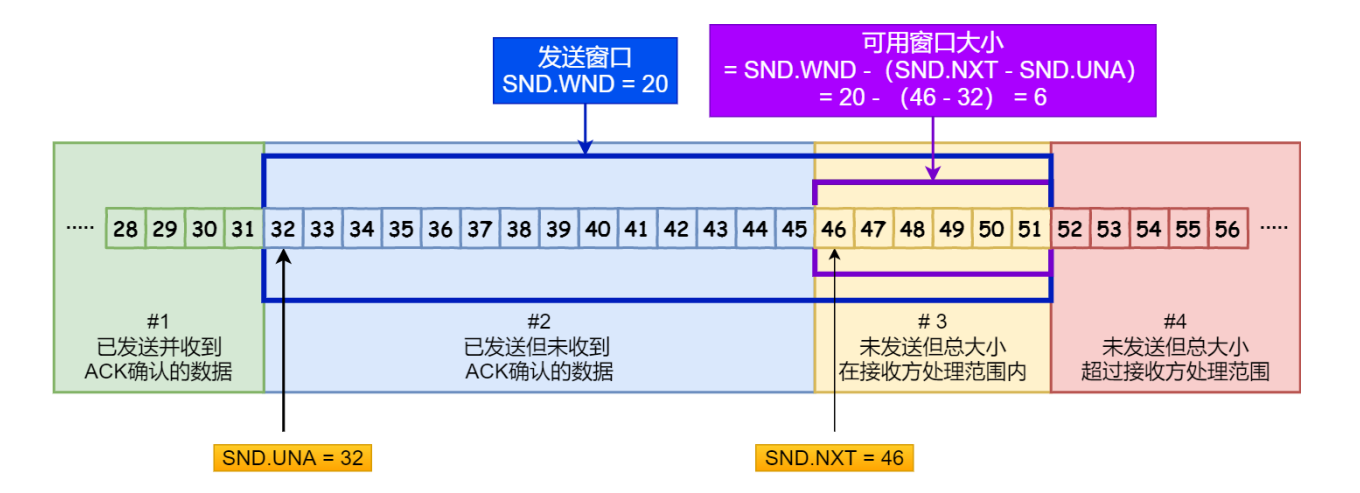 发送窗口
SND.WND = 20
可用窗口大小
= SND.WND -（SND.NXT - SND.UNA）
= 20 -（46 - 32）= 6
····· 28 29 30 31 32 33 34 35 36 37 38 39 40 41 42 43 44 45 46 47 48 49 50 51 52 53 54 55 56 ·····
#1
已发送并收到
ACK确认的数据
#2
已发送但未收到
ACK确认的数据
# 3
未发送但总大小
在接收方处理范围内
#4
未发送但总大小
超过接收方处理范围
SND.UNA = 32
SND.NXT = 46